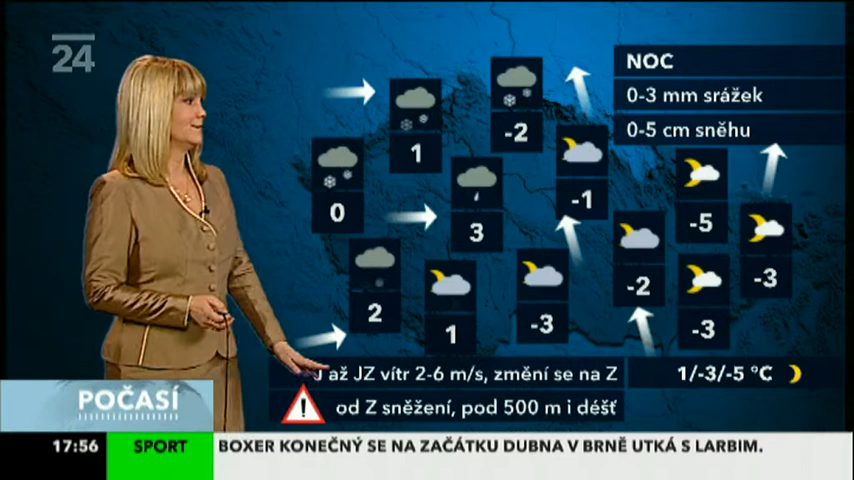 24
NOC
0-3 mm srážek
0-5 cm sněhu
-2
1
-1
0
3
-5
-3
-2
2
1
-3
-3
J až JZ vítr 2-6 m/s, změní se na Z
1/-3/-5 °C
od Z sněžení, pod 500 m i déšť
POČASÍ
17:56 SPORT BOXER KONEČNÝ SE NA ZAČÁTKU DUBNA V BRNĚ UTKÁ S LARBIM.